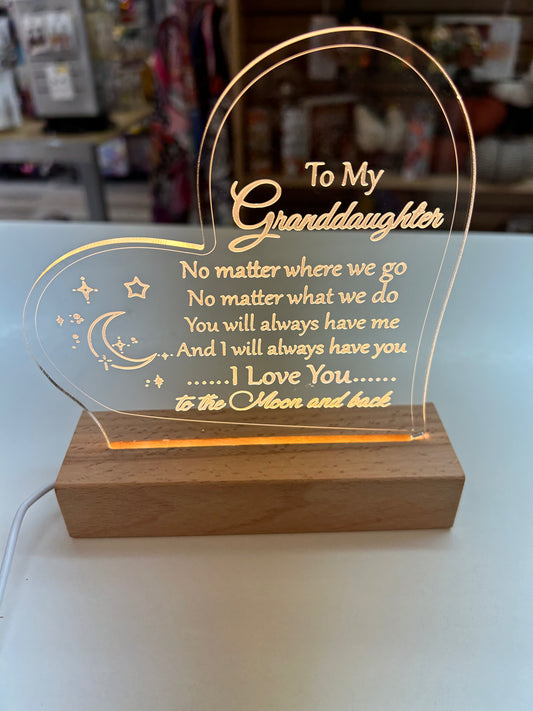 To My
Granddaughter
No matter where we go
No matter what we do
You will always have me
And I will always have you
......I Love You......
to the Moon and back